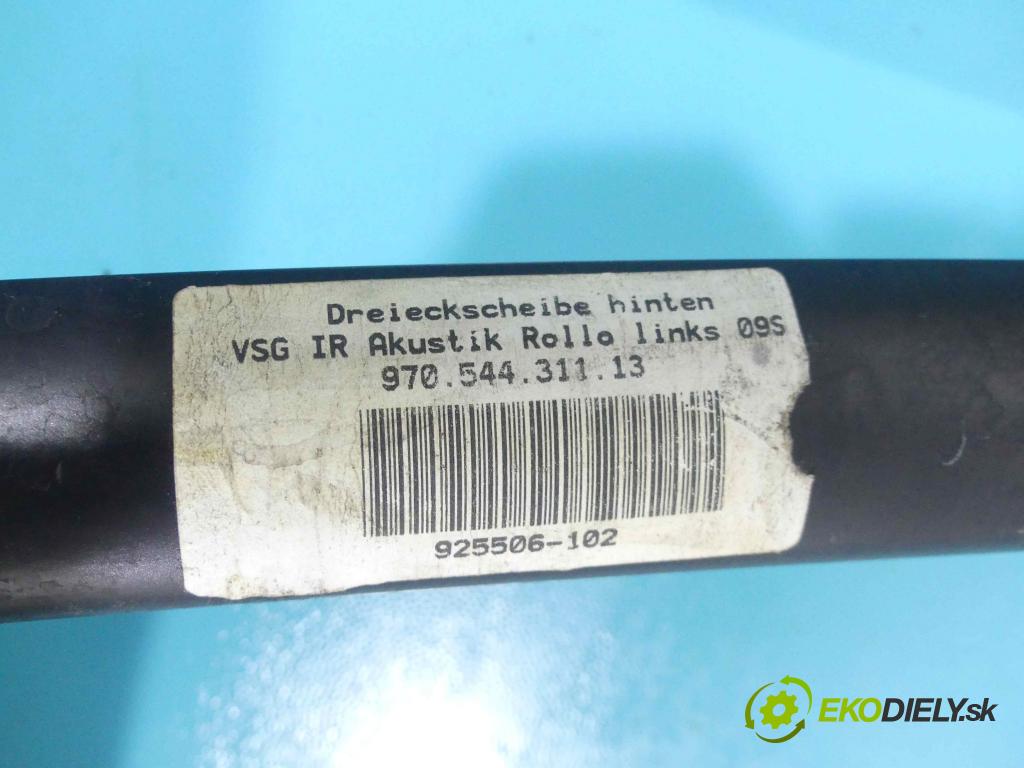 Dreieckscheibe hinten
VSG IR Akustik Rollo links 09S
970.544.311.13
925506-102
EKODIELY.sk